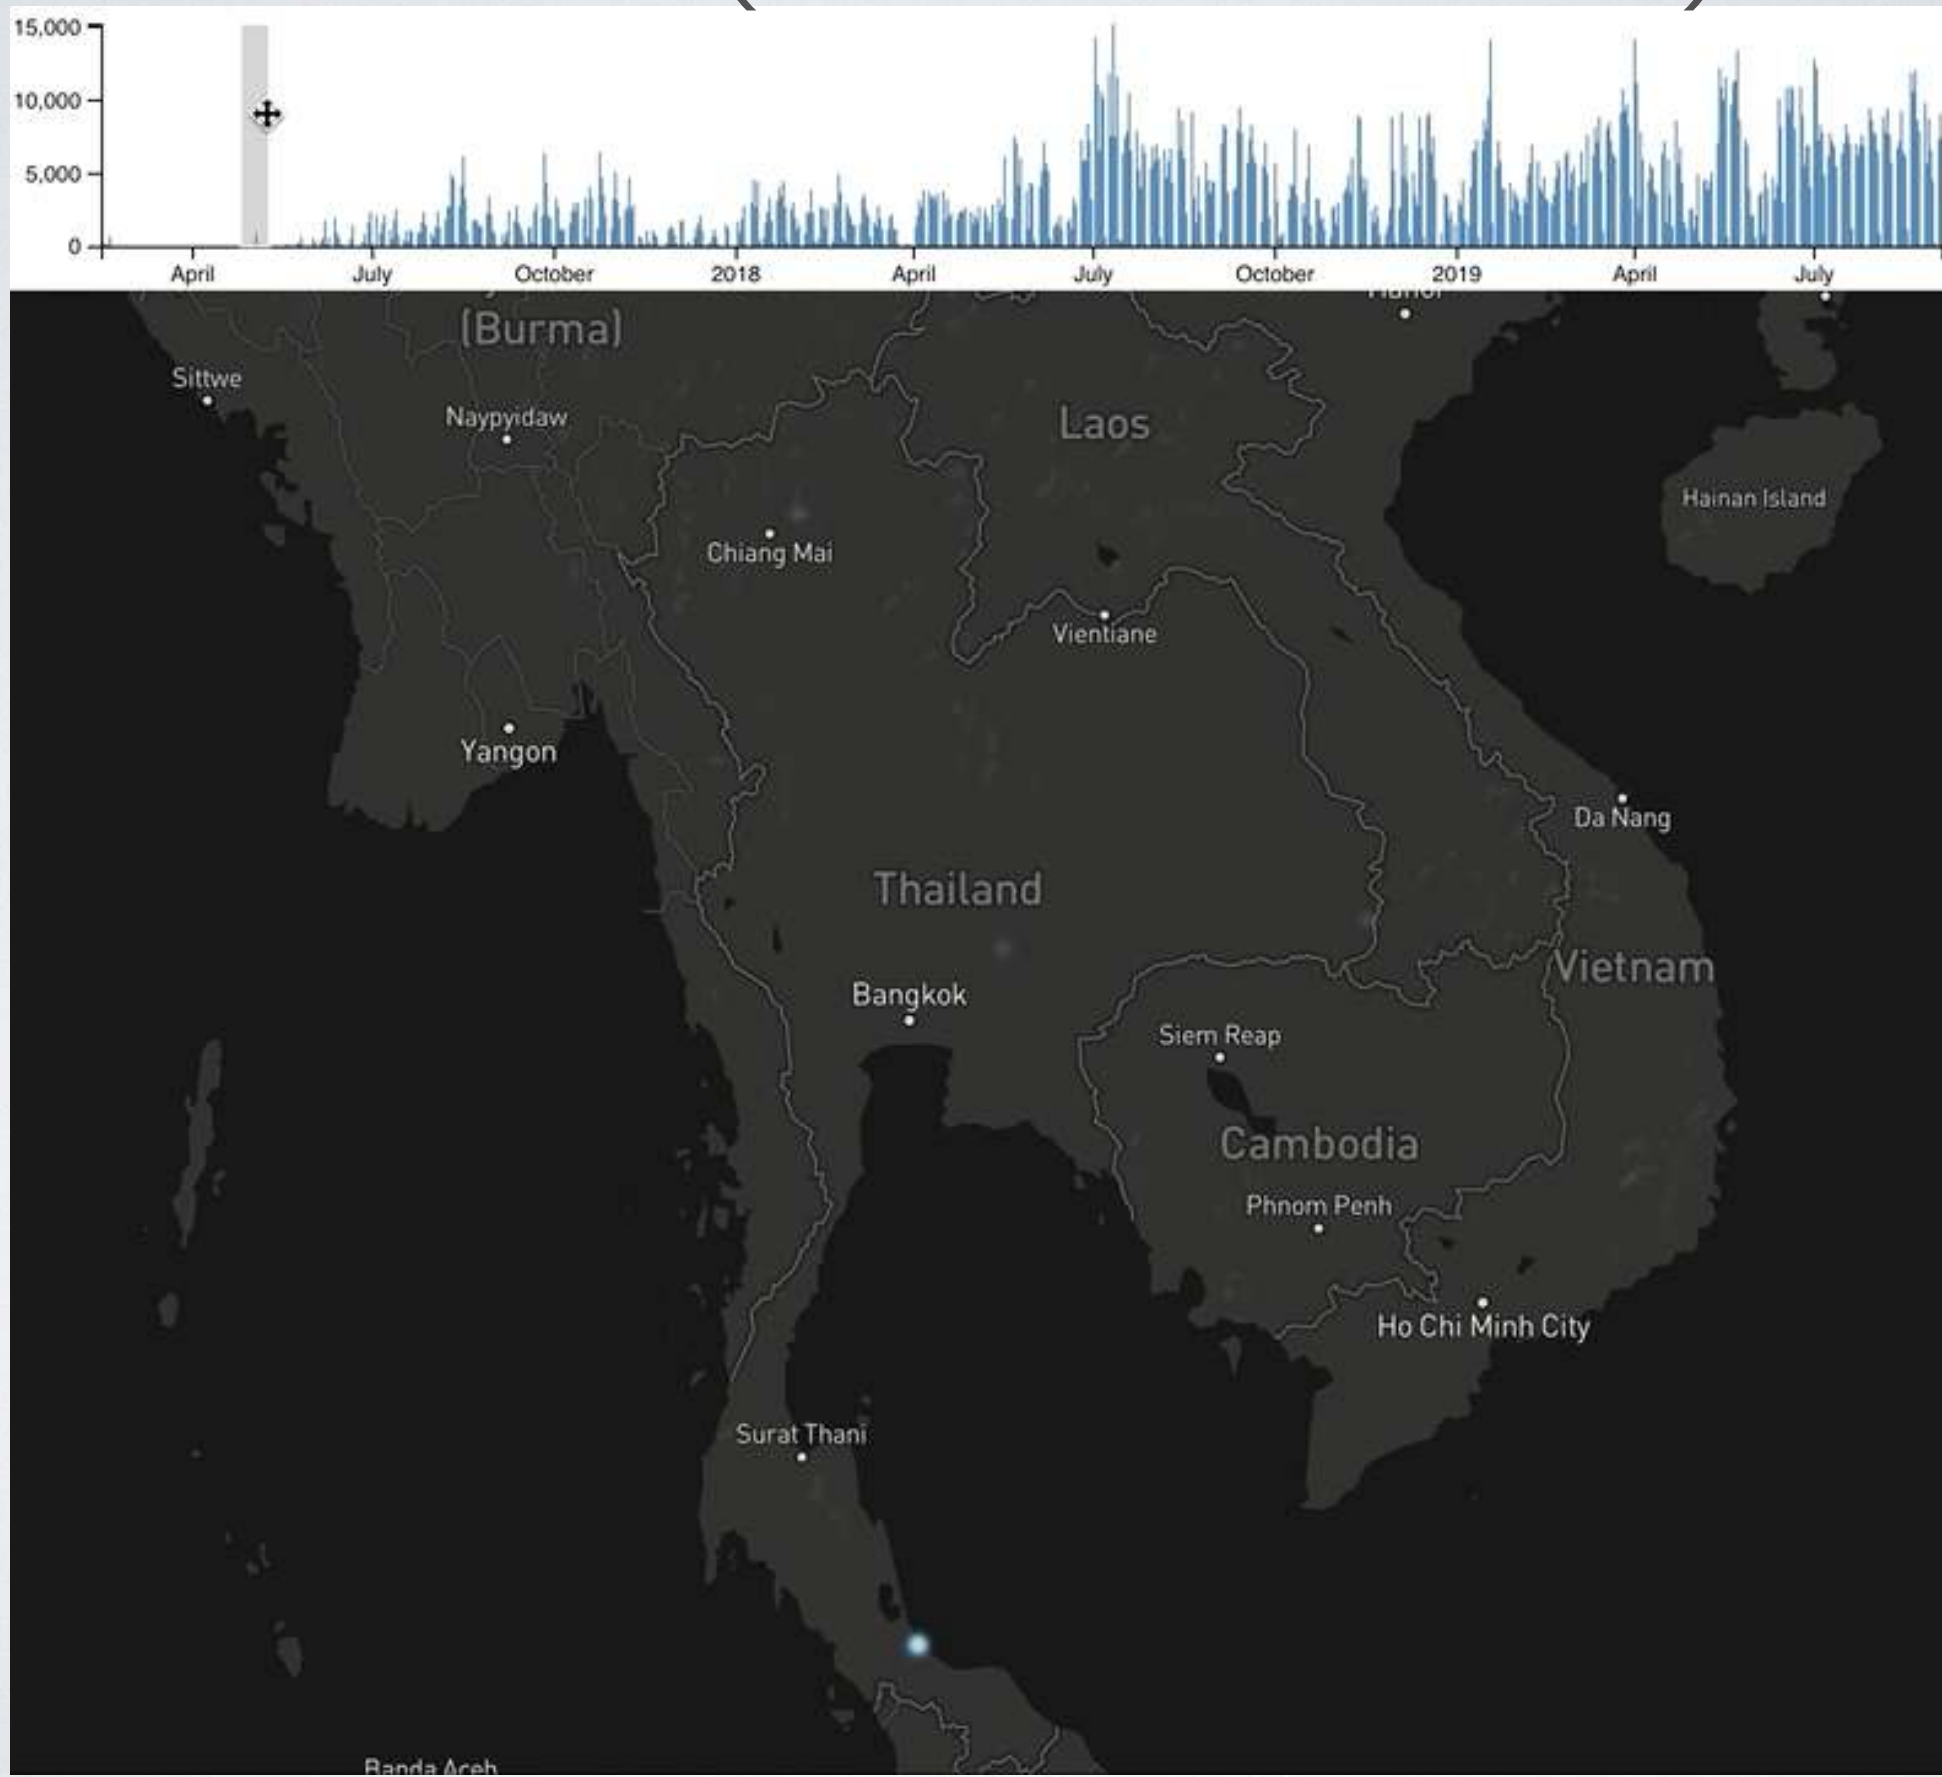 15,000
10,000
5,000
0
April July October 2018 April July October 2019 April July
Hanoi
(Burma)
Sittwe
Naypyidaw
Laos
Hainan Island
Chiang Mai
Vientiane
Yangon
Da Nang
Thailand
Vietnam
Bangkok
Siem Reap
Cambodia
Phnom Penh
Ho Chi Minh City
Surat Thani
Banda Aceh